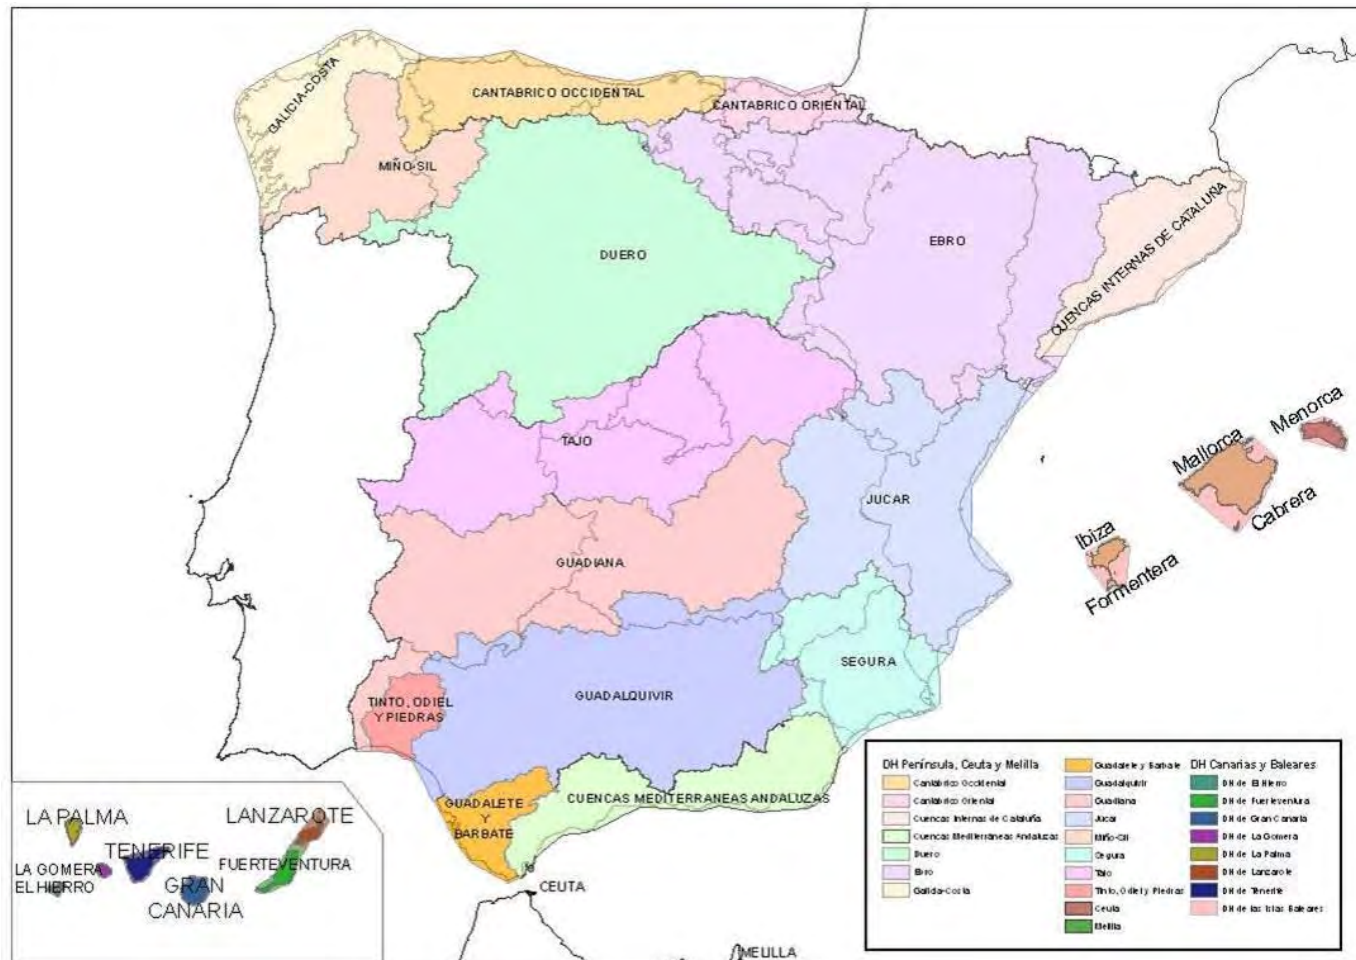 GALICIA-COSTA
CANTABRICO OCCIDENTAL
CANTABRICO ORIENTAL
MIÑO-SIL
DUERO
EBRO
CUENCAS INTERNAS DE CATALUÑA
TAJO
JUCAR
Menorca
Mallorca
Cabrera
Ibiza
Formentera
GUADIANA
SEGURA
GUADALQUIVIR
TINTO, ODIEL
Y PIEDRAS
GUADALETE
Y
BARBATE
CUENCAS MEDITERRANEAS ANDALUZAS
CEUTA
MELILLA
LA PALMA
LANZAROTE
TENERIFE
LA GOMERA
EL HIERRO
FUERTEVENTURA
GRAN
CANARIA
DH Península, Ceuta y Melilla
Cantábrico Occidental
Cantábrico Oriental
Cuencas Internas de Cataluña
Cuencas Mediterráneas Andaluzas
Duero
Ebro
Galicia-Costa
Guadalete y Barbate
Guadalquivir
Guadiana
Júcar
Miño-Sil
Segura
Tajo
Tinto, Odiel y Piedras
Ceuta
Melilla
DH Canarias y Baleares
DH de El Hierro
DH de Fuerteventura
DH de Gran Canaria
DH de La Gomera
DH de La Palma
DH de Lanzarote
DH de Tenerife
DH de las Islas Baleares